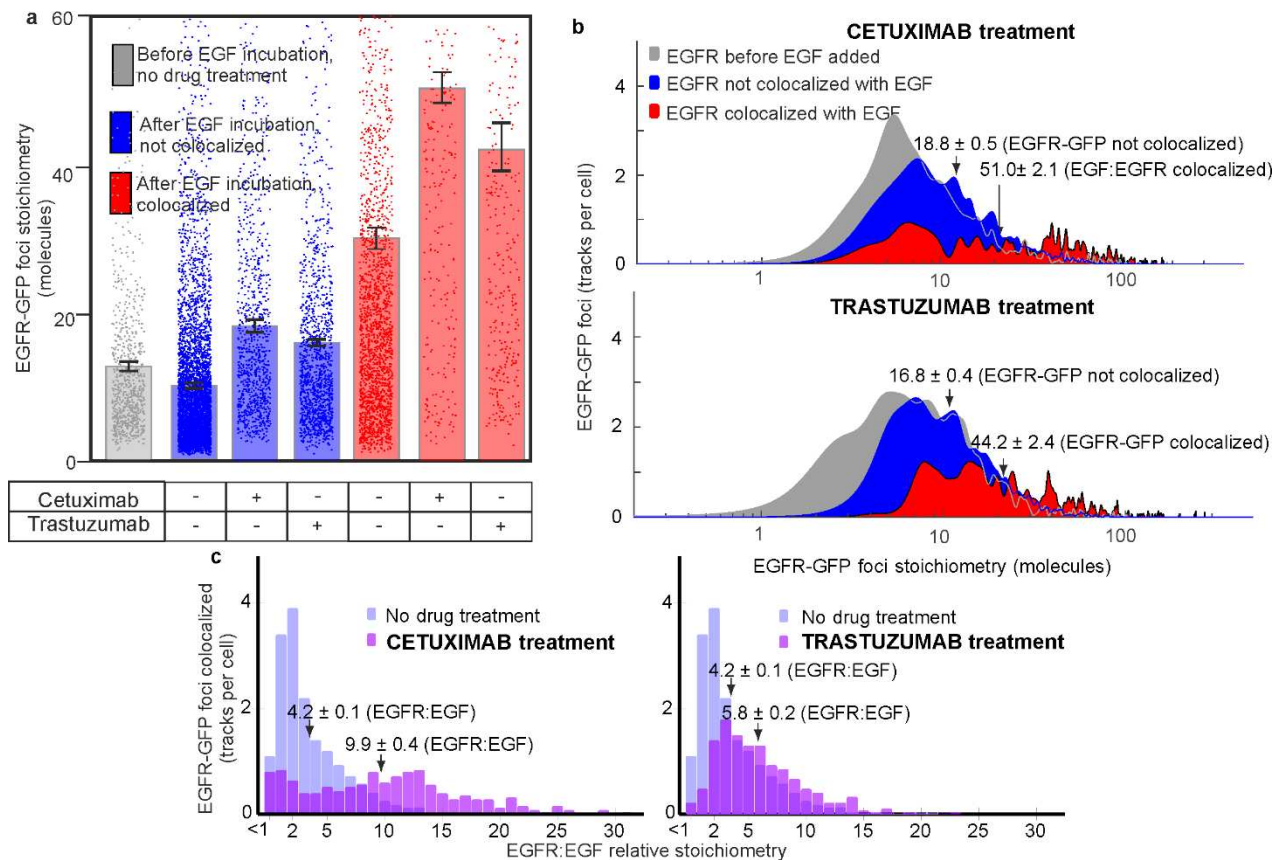 a
60
40
20
0
EGFR-GFP foci stoichiometry
(molecules)
Before EGF incubation,
no drug treatment
After EGF incubation,
not colocalized
After EGF incubation,
colocalized
Cetuximab - + - - + -
Trastuzumab - - + - - +
b
CETUXIMAB treatment
EGFR before EGF added
EGFR not colocalized with EGF
EGFR colocalized with EGF
18.8 ± 0.5 (EGFR-GFP not colocalized)
51.0± 2.1 (EGF:EGFR colocalized)
4
2
0
1 10 100
EGFR-GFP foci (tracks per cell)
TRASTUZUMAB treatment
16.8 ± 0.4 (EGFR-GFP not colocalized)
44.2 ± 2.4 (EGFR-GFP colocalized)
4
2
0
1 10 100
EGFR-GFP foci stoichiometry (molecules)
c
EGFR-GFP foci colocalized
(tracks per cell)
4
2
0
No drug treatment
CETUXIMAB treatment
4.2 ± 0.1 (EGFR:EGF)
9.9 ± 0.4 (EGFR:EGF)
<1 2 5 10 15 20 25 30
4
2
0
No drug treatment
TRASTUZUMAB treatment
4.2 ± 0.1 (EGFR:EGF)
5.8 ± 0.2 (EGFR:EGF)
<1 2 5 10 15 20 25 30
EGFR:EGF relative stoichiometry